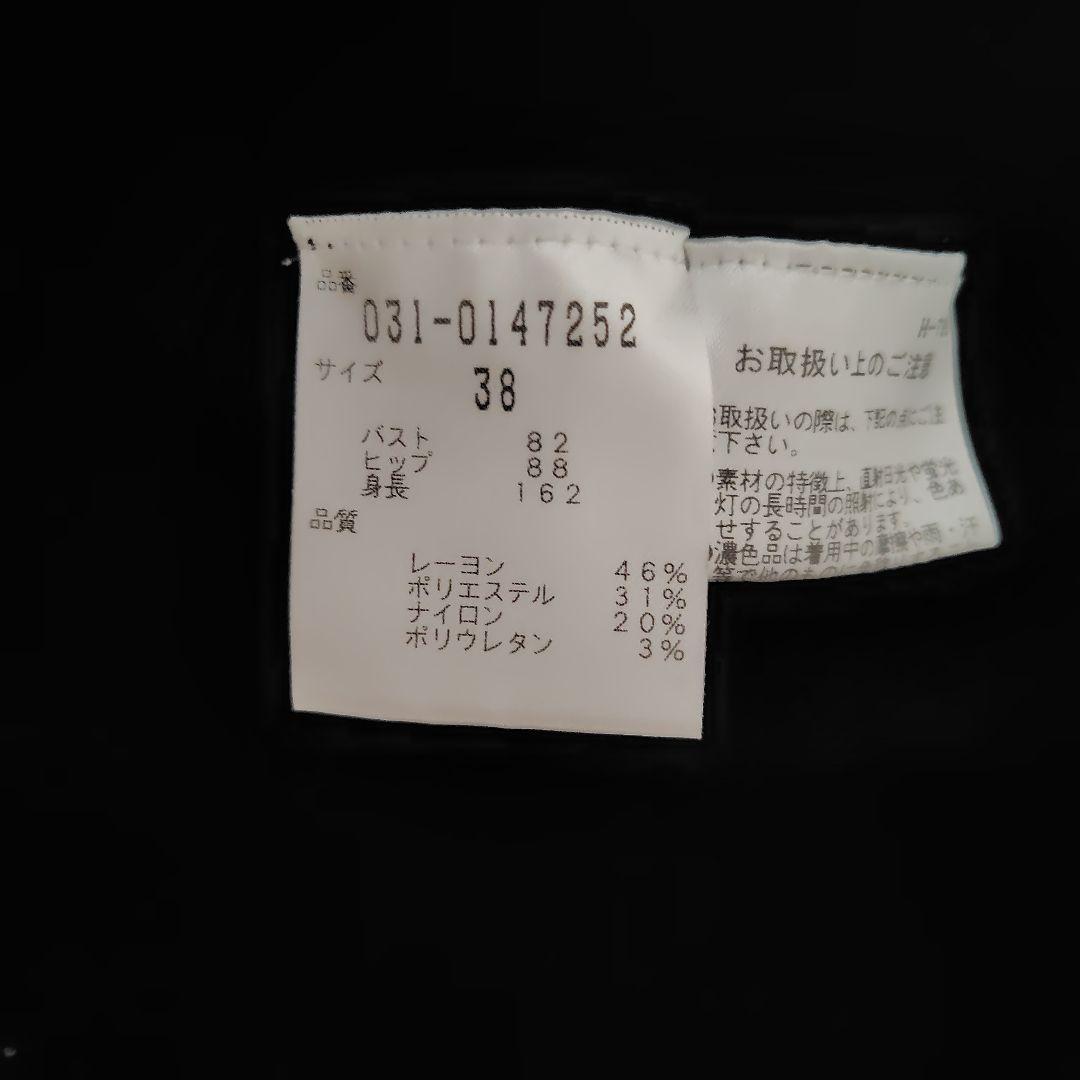 品番
031-0147252
サイズ 38
バスト 82
ヒップ 88
身長 162
品質
レーヨン 46%
ポリエステル 31%
ナイロン 20%
ポリウレタン 3%
お取扱い上のご注意
お取扱いの際は、下記の点にご注
下さい。
素材の特徴上、直射日光や蛍光
灯の長時間の照射により、色あ
せすることがあります。
濃色品は着用中の摩擦や雨・汗